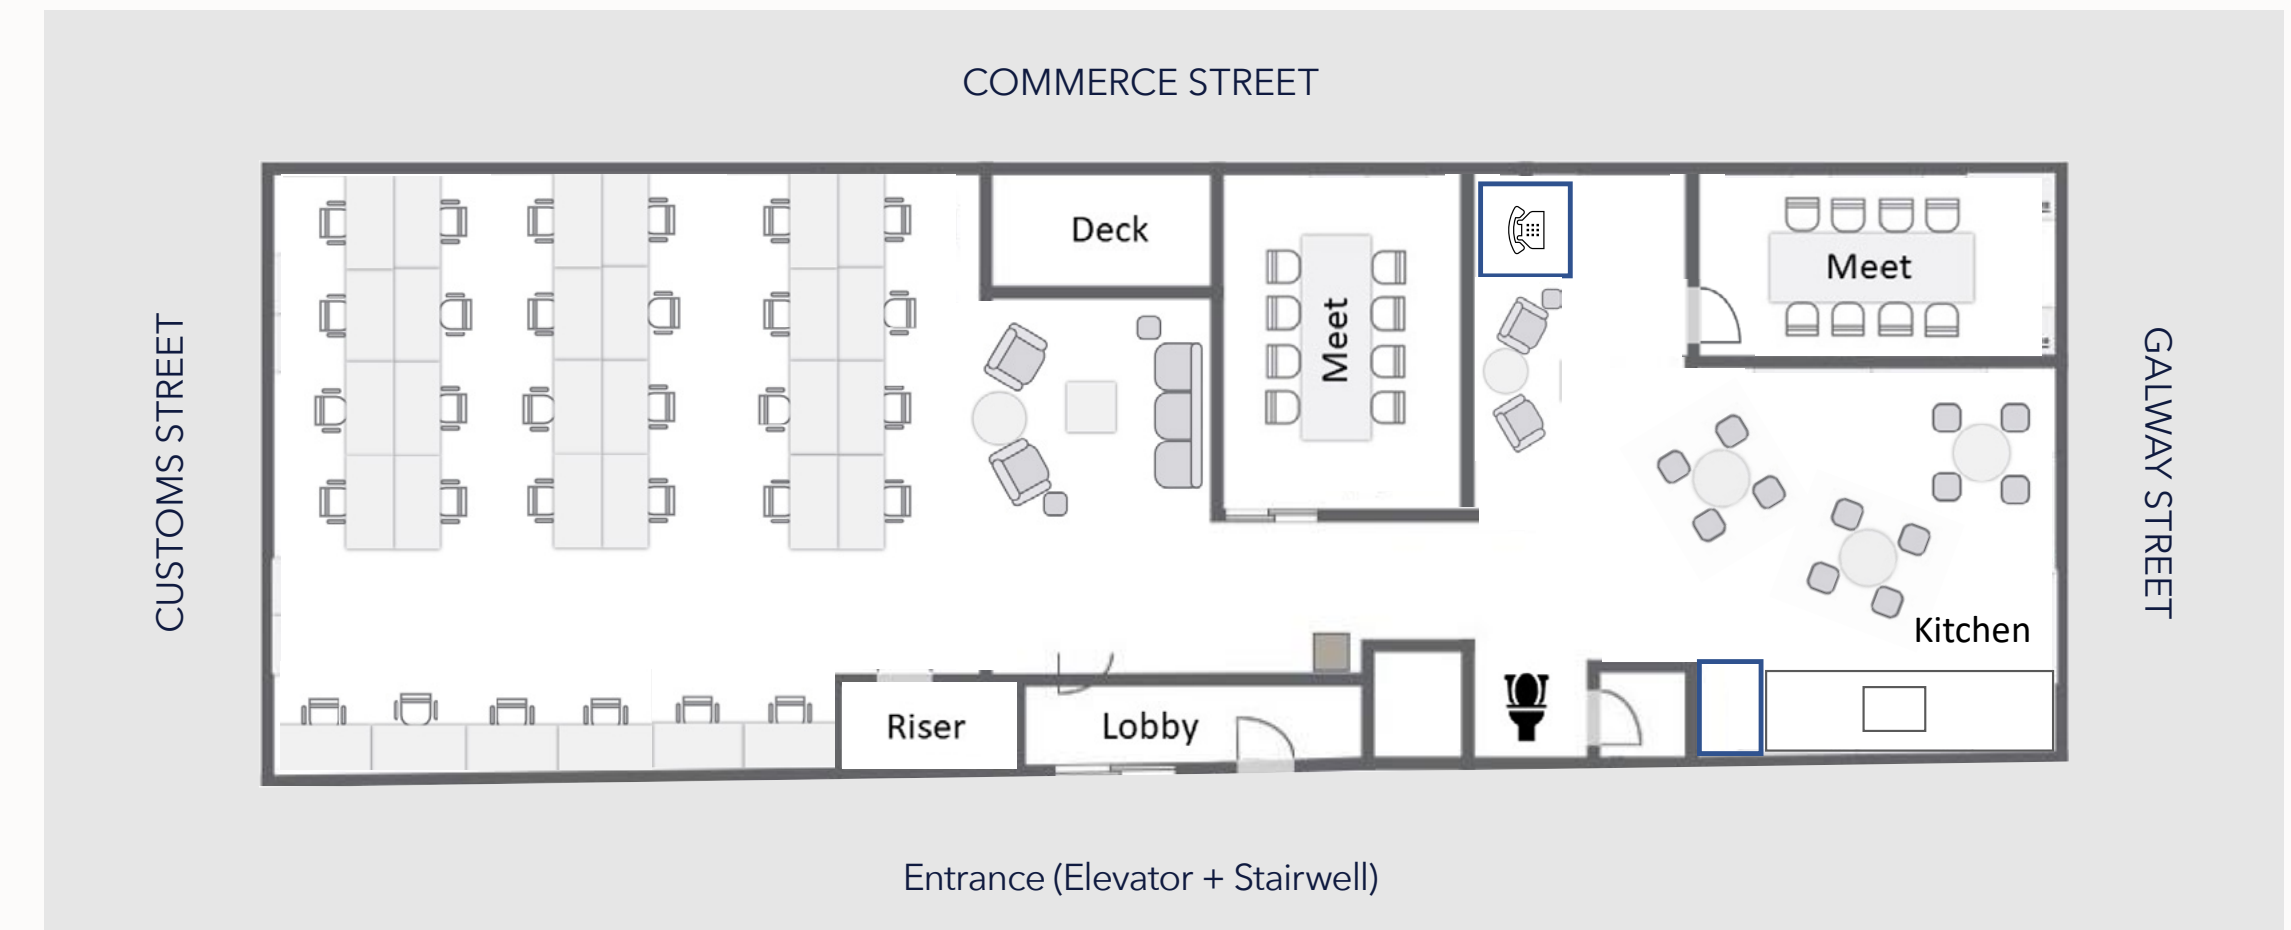 COMMERCE STREET
Deck
Meet
Meet
CUSTOMS STREET
GALWAY STREET
Kitchen
Riser
Lobby
Entrance (Elevator + Stairwell)